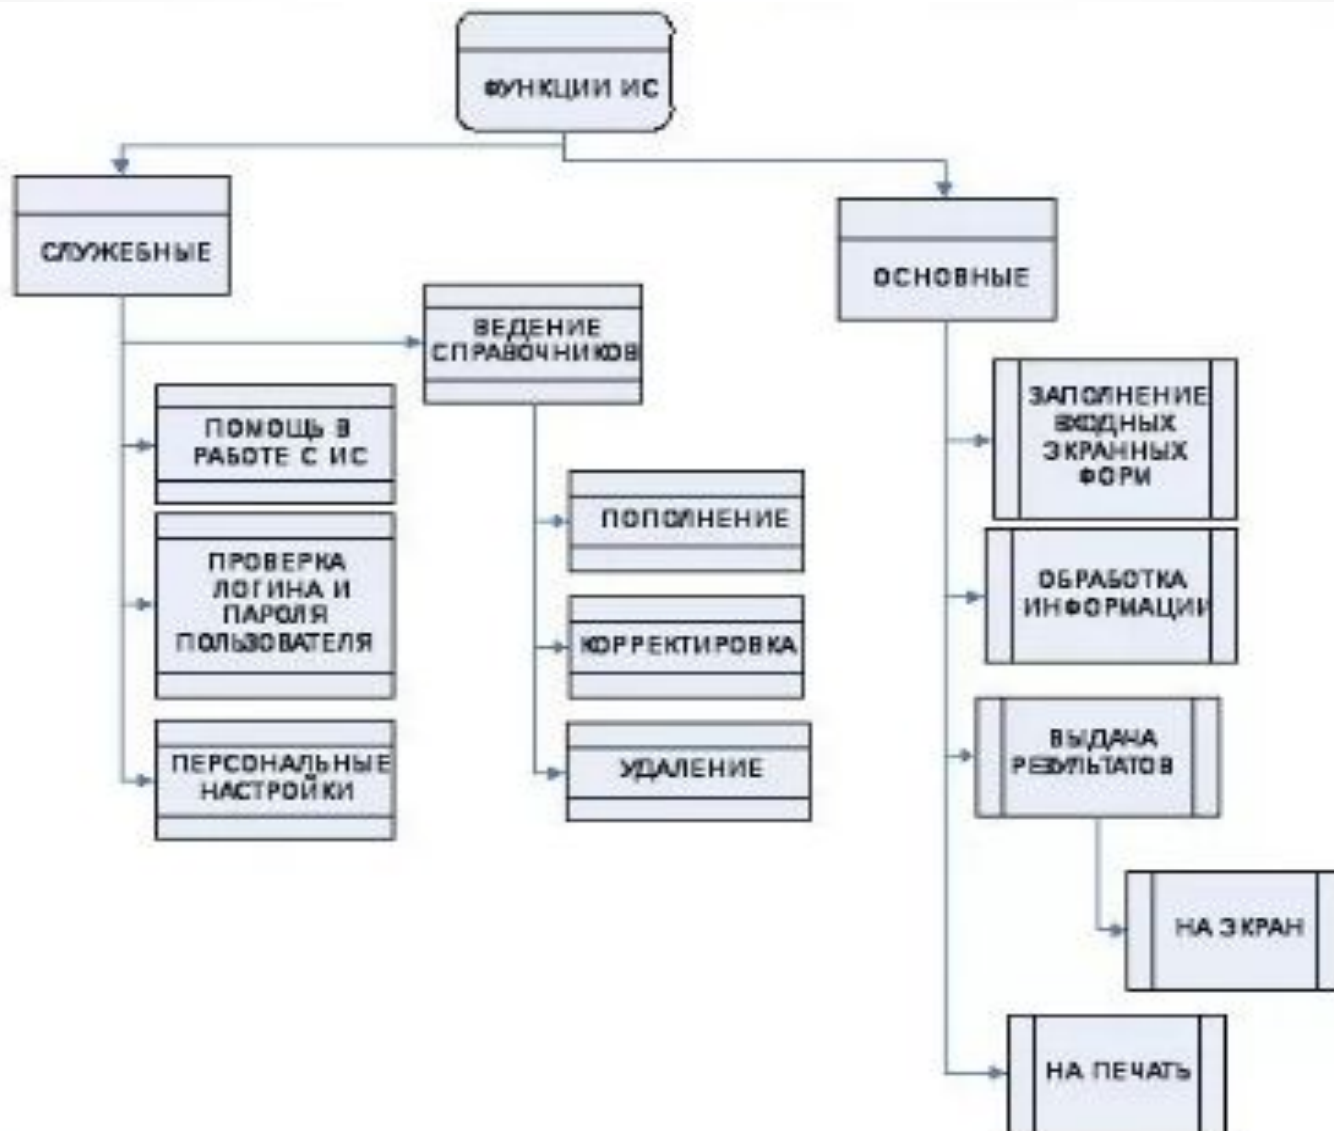 ФУНКЦИИ ИС
СЛУЖЕБНЫЕ
ВЕДЕНИЕ
СПРАВОЧНИКОВ
ПОМОЩЬ В
РАБОТЕ С ИС
ПРОВЕРКА
ЛОГИНА И
ПАРОЛЯ
ПОЛЬЗОВАТЕЛЯ
ПЕРСОНАЛЬНЫЕ
НАСТРОЙКИ
ПОПОЛНЕНИЕ
КОРРЕКТИРОВКА
УДАЛЕНИЕ
ОСНОВНЫЕ
ЗАПОЛНЕНИЕ
ВХОДНЫХ
ЭКРАННЫХ
ФОРМ
ОБРАБОТКА
ИНФОРМАЦИИ
ВЫДАЧА
РЕЗУЛЬТАТОВ
НА ЭКРАН
НА ПЕЧАТЬ